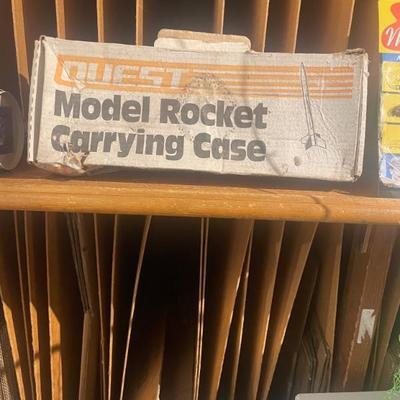 QUEST
Model Rocket
Carrying Case